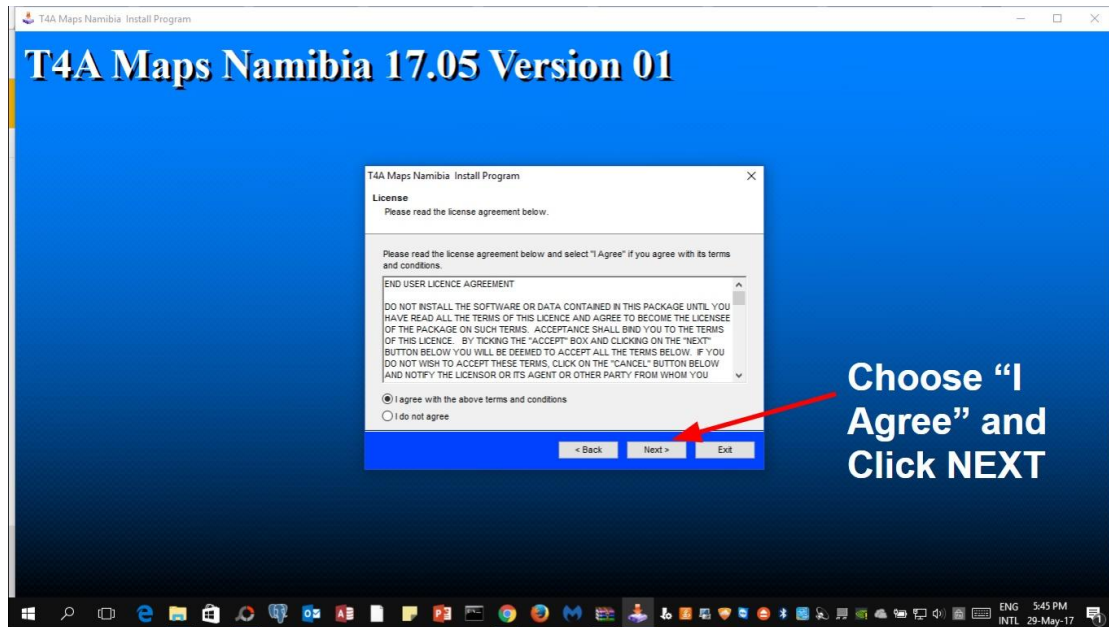 T4A Maps Namibia Install Program
T4A Maps Namibia 17.05 Version 01
T4A Maps Namibia Install Program
License
Please read the license agreement below.
Please read the license agreement below and select "I Agree" if you agree with its terms
and conditions.
END USER LICENCE AGREEMENT
DO NOT INSTALL THE SOFTWARE OR DATA CONTAINED IN THIS PACKAGE UNTIL YOU
HAVE READ ALL THE TERMS OF THIS LICENCE AND AGREE TO BECOME THE LICENSEE
OF THE PACKAGE ON SUCH TERMS. ACCEPTANCE SHALL BIND YOU TO THE TERMS
OF THIS LICENCE. BY TICKING THE "ACCEPT" BOX AND CLICKING ON THE "NEXT"
BUTTON BELOW YOU WILL BE DEEMED TO ACCEPT ALL THE TERMS BELOW. IF YOU
DO NOT WISH TO ACCEPT THESE TERMS, CLICK ON THE "CANCEL" BUTTON BELOW
AND NOTIFY THE LICENSOR OR ITS AGENT OR OTHER PARTY FROM WHOM YOU
I agree with the above terms and conditions
I do not agree
< Back Next > Exit
Choose “I
Agree” and
Click NEXT
ENG 5:45 PM
INTL 29-May-17